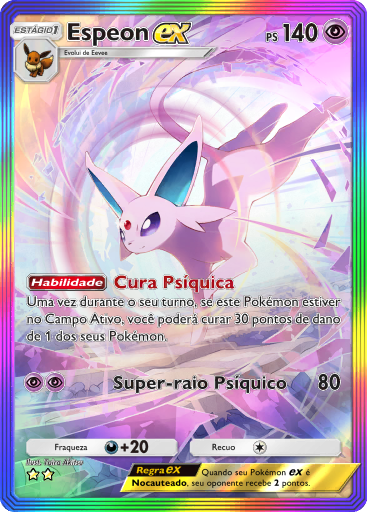 ESTÁGIO 1
Espeon ex
PS 140
Evolui de Eevee
Habilidade Cura Psíquica
Uma vez durante o seu turno, se este Pokémon estiver
no Campo Ativo, você poderá curar 30 pontos de dano
de 1 dos seus Pokémon.
Super-raio Psíquico 80
Fraqueza +20 Recuo
Regra ex Quando seu Pokémon ex é
Nocauteado, seu oponente recebe 2 pontos.